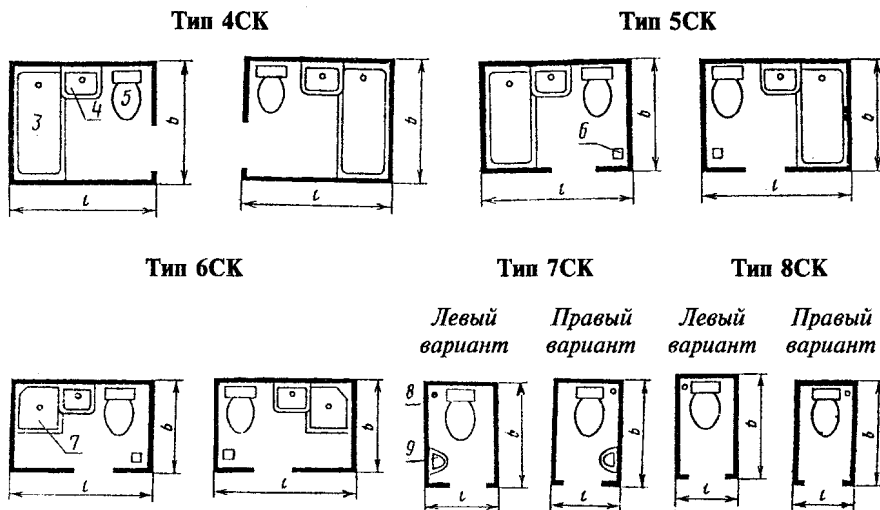 Тип 4СК
Тип 5СК
3
4
5
b
l
b
l
6
b
l
b
l
Тип 6СК
Тип 7СК
Тип 8СК
Левый
вариант
Правый
вариант
Левый
вариант
Правый
вариант
7
b
l
b
l
8
9
b
l
b
l
b
l
b
l